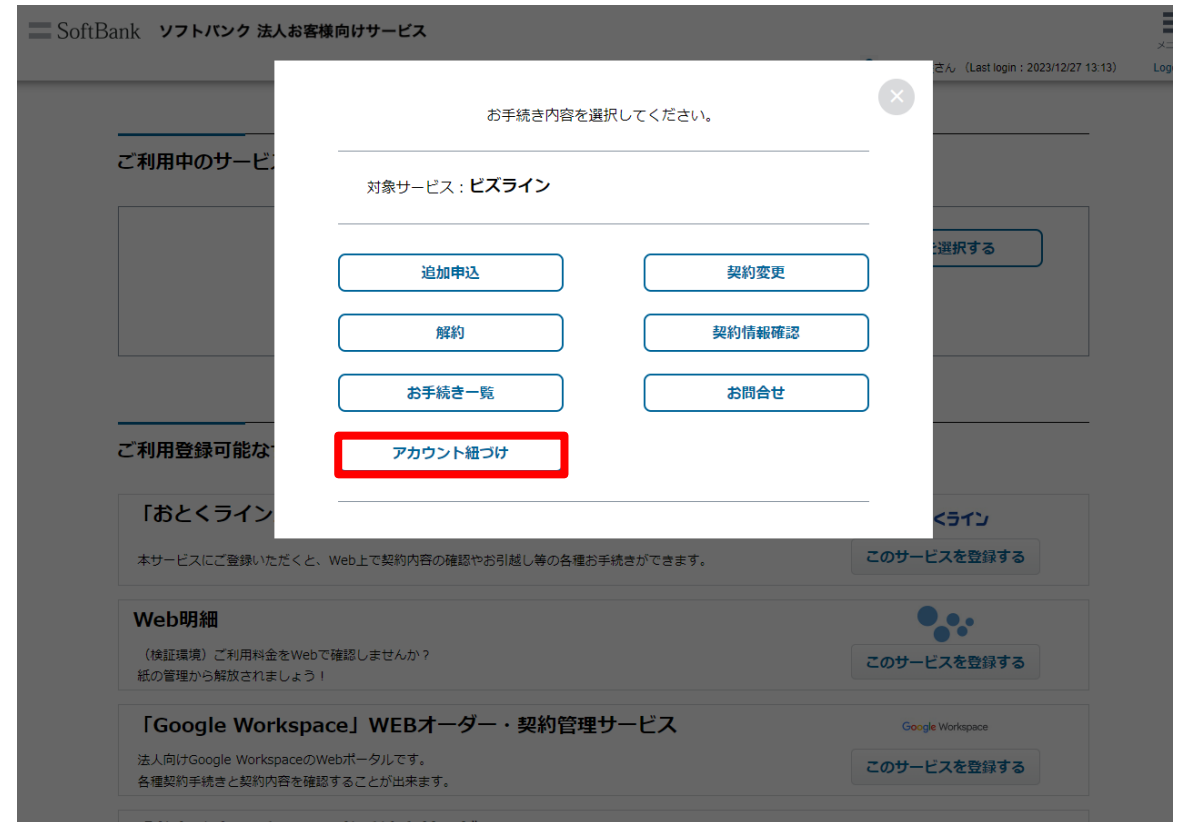 SoftBank ソフトバンク 法人お客様向けサービス
メニ
さん (Last login : 2023/12/27 13:13)
Log
お手続き内容を選択してください。
ご利用中のサービ
対象サービス : ビズライン
選択する
追加申込
契約変更
解約
契約情報確認
お手続き一覧
お問合せ
ご利用登録可能な
アカウント紐づけ
「おとくライン
くライン
本サービスにご登録いただくと、Web上で契約内容の確認やお引越し等の各種お手続きができます。
このサービスを登録する
Web明細
(検証環境)ご利用料金をWebで確認しませんか？
紙の管理から解放されましょう！
このサービスを登録する
「Google Workspace」WEBオーダー・契約管理サービス
Google Workspace
法人向けGoogle WorkspaceのWebポータルです。
各種契約手続きと契約内容を確認することが出来ます。
このサービスを登録する